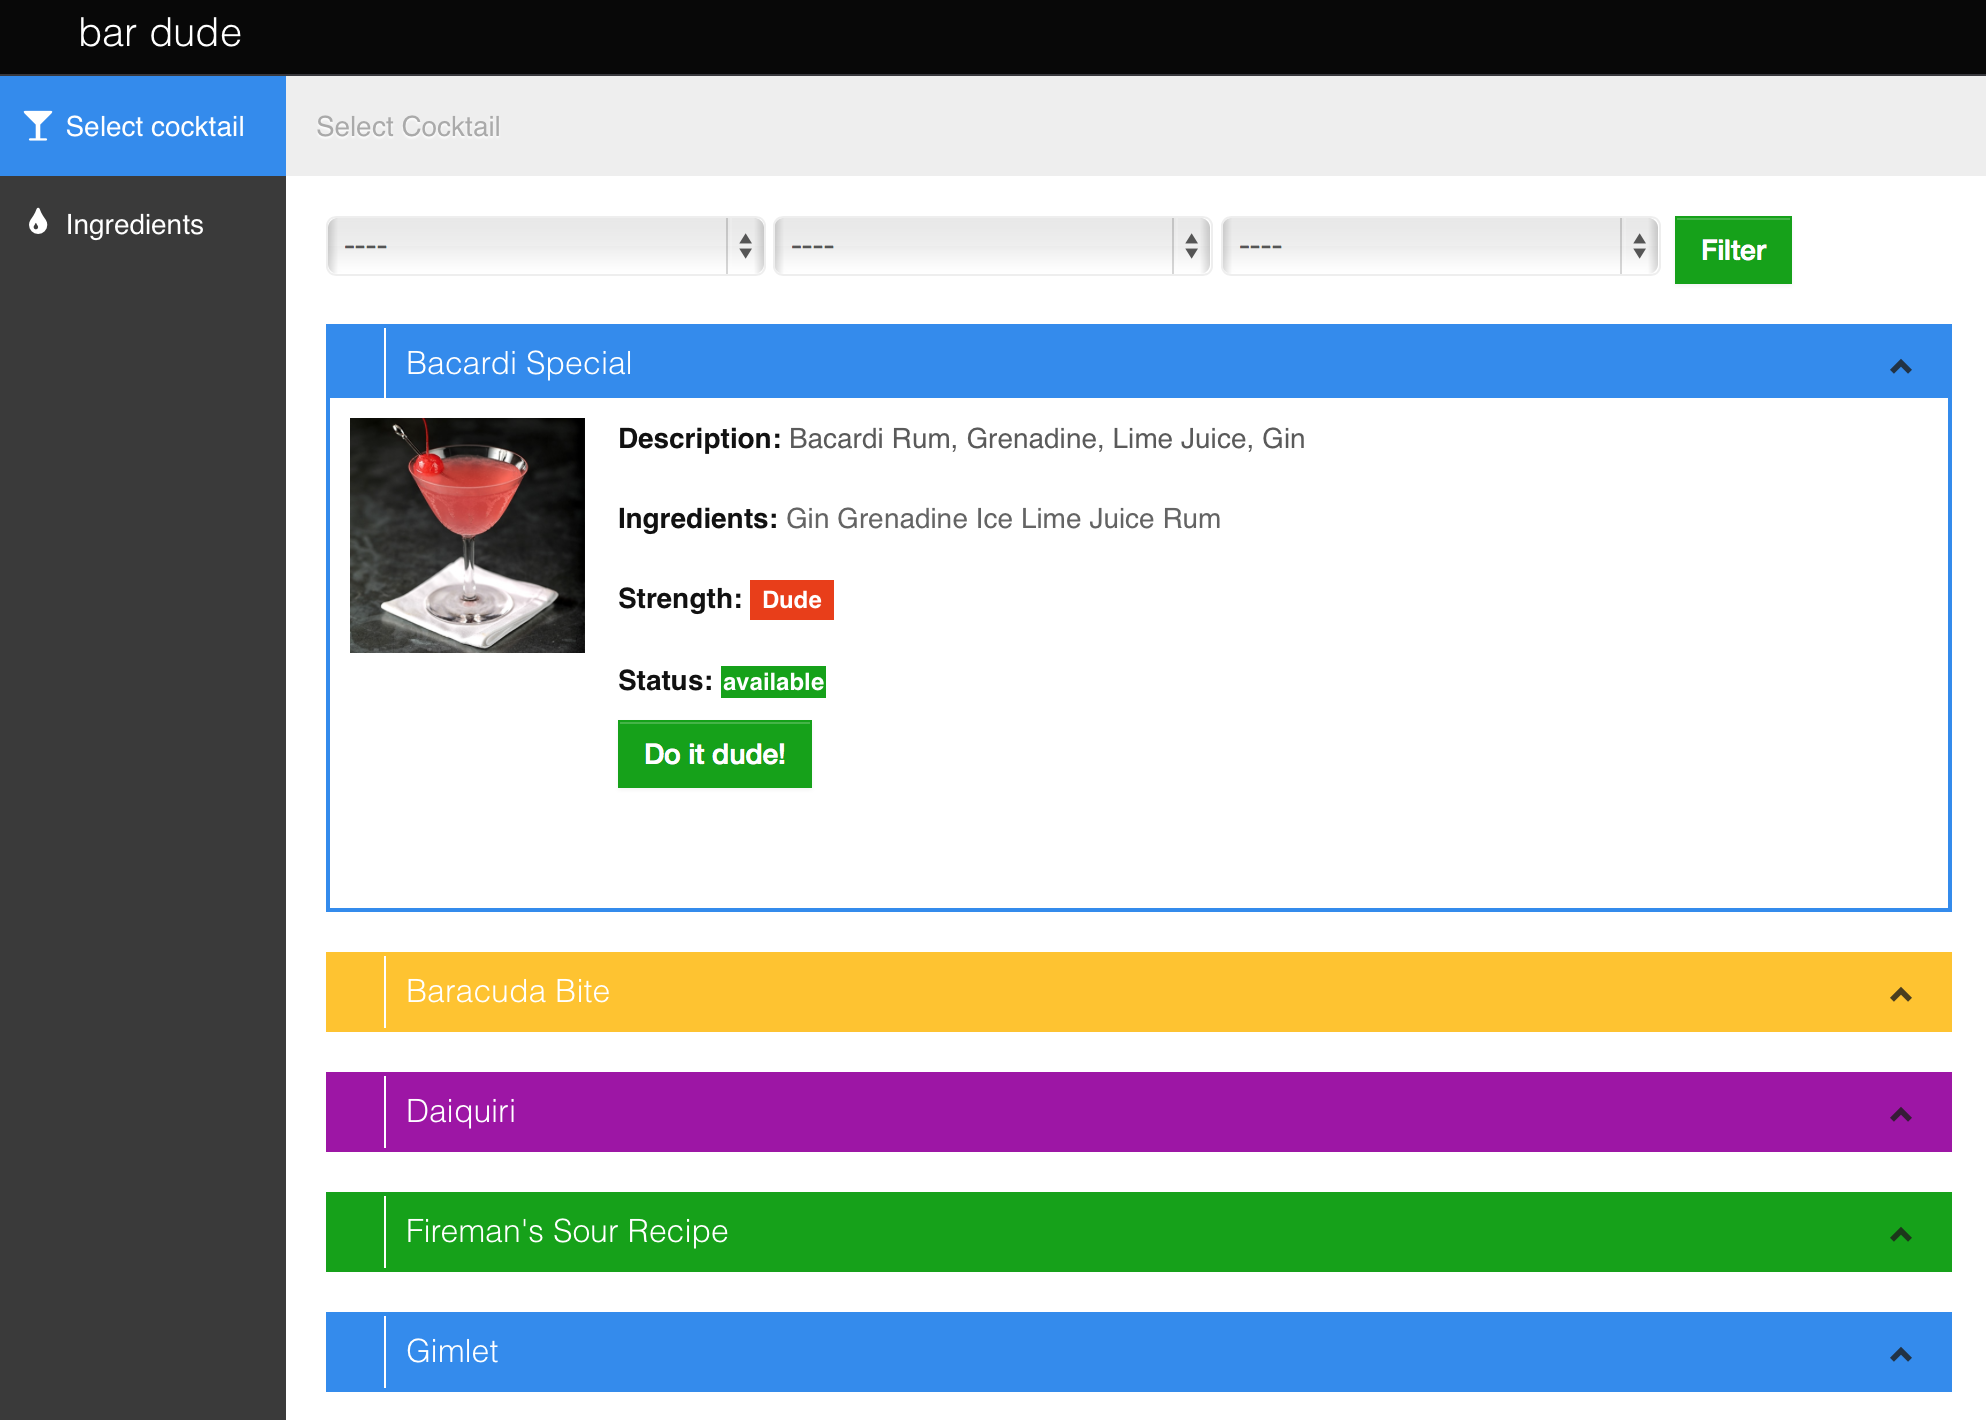 bar dude
Select cocktail
Ingredients
Select Cocktail
---- ---- ---- Filter
Bacardi Special
Description: Bacardi Rum, Grenadine, Lime Juice, Gin
Ingredients: Gin Grenadine Ice Lime Juice Rum
Strength: Dude
Status: available
Do it dude!
Baracuda Bite
Daiquiri
Fireman's Sour Recipe
Gimlet